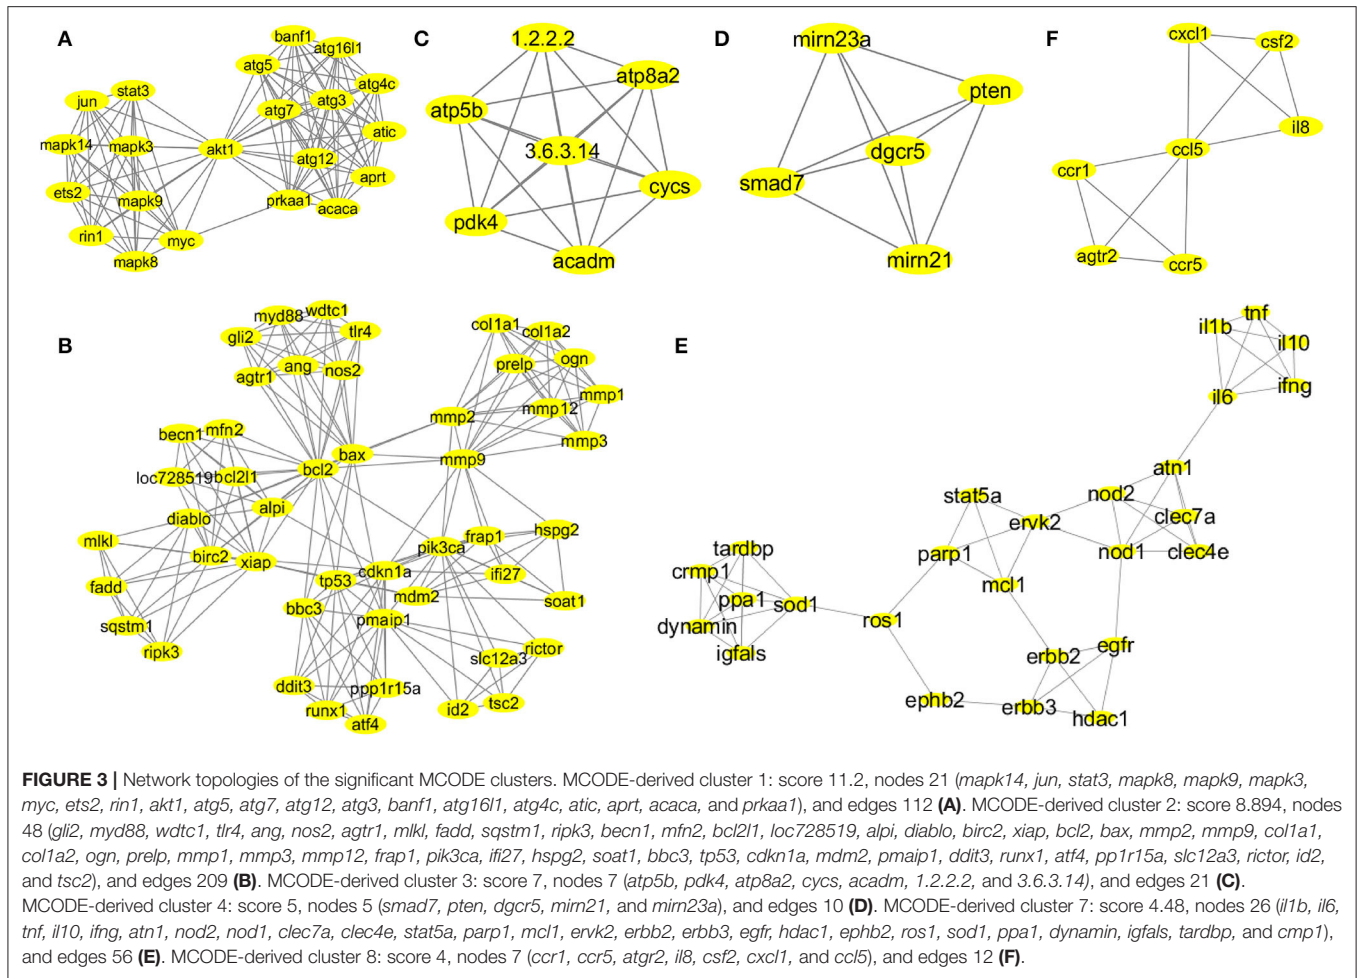 A
banf1
atg16l1
atg5
atg4c
stat3
jun
atg3
atg7
atic
mapk14
mapk3
akt1
atg12
aprt
ets2
mapk9
prkaa1
acaca
rin1
myc
mapk8
C
1.2.2.2
atp8a2
atp5b
3.6.3.14
cycs
pdk4
acadm
D
mirn23a
pten
dgcr5
smad7
mirn21
F
cxcl1
csf2
il8
ccl5
ccr1
agtr2
ccr5
B
wdtc1
myd88
tlr4
gli2
ang
nos2
agtr1
col1a1
col1a2
ogn
prelp
mmp1
mmp12
mmp2
mmp3
becn1
mfn2
bax
bcl2
mmp9
loc728519
bcl2l1
alpi
diablo
mlkl
birc2
xiap
fadd
sqstm1
ripk3
frap1
hspg2
pik3ca
cdkn1a
ifi27
tp53
mdm2
soat1
bbc3
pmaip1
rictor
slc12a3
ddit3
ppp1r15a
tsc2
id2
runx1
atf4
E
tnf
il1b
il10
ifng
il6
atn1
nod2
stat5a
clec7a
ervk2
nod1
clec4e
parp1
mcl1
tardbp
crmp1
ppa1
sod1
dynamin
igfals
ros1
egfr
erbb2
ephb2
erbb3
hdac1
FIGURE 3 | Network topologies of the significant MCODE clusters. MCODE-derived cluster 1: score 11.2, nodes 21 (mapk14, jun, stat3, mapk8, mapk9, mapk3,
myc, ets2, rin1, akt1, atg5, atg7, atg12, atg3, banf1, atg16l1, atg4c, atic, aprt, acaca, and prkaa1), and edges 112 (A). MCODE-derived cluster 2: score 8.894, nodes
48 (gli2, myd88, wdtc1, tlr4, ang, nos2, agtr1, mlkl, fadd, sqstm1, ripk3, becn1, mfn2, bcl2l1, loc728519, alpi, diablo, birc2, xiap, bcl2, bax, mmp2, mmp9, col1a1,
col1a2, ogn, prelp, mmp1, mmp3, mmp12, frap1, pik3ca, ifi27, hspg2, soat1, bbc3, tp53, cdkn1a, mdm2, pmaip1, ddit3, runx1, atf4, pp1r15a, slc12a3, rictor, id2,
and tsc2), and edges 209 (B). MCODE-derived cluster 3: score 7, nodes 7 (atp5b, pdk4, atp8a2, cycs, acadm, 1.2.2.2, and 3.6.3.14), and edges 21 (C).
MCODE-derived cluster 4: score 5, nodes 5 (smad7, pten, dgcr5, mirn21, and mirn23a), and edges 10 (D). MCODE-derived cluster 7: score 4.48, nodes 26 (il1b, il6,
tnf, il10, ifng, atn1, nod2, nod1, clec7a, clec4e, stat5a, parp1, mcl1, ervk2, erbb2, erbb3, egfr, hdac1, ephb2, ros1, sod1, ppa1, dynamin, igfals, tardbp, and cmp1),
and edges 56 (E). MCODE-derived cluster 8: score 4, nodes 7 (ccr1, ccr5, atgr2, il8, csf2, cxcl1, and ccl5), and edges 12 (F).